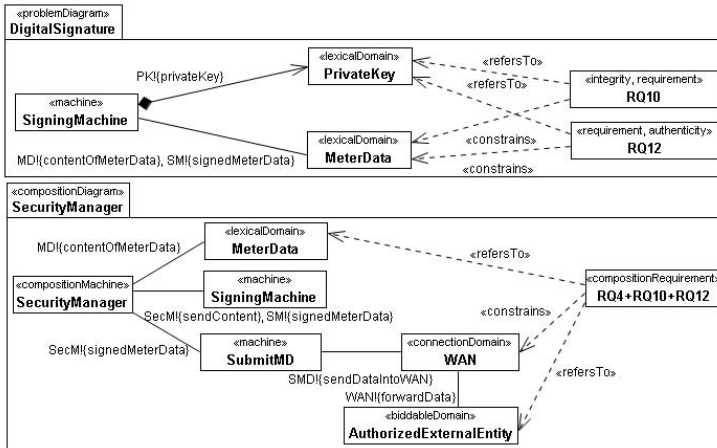 «problemDiagram»
DigitalSignature
«lexicalDomain»
PrivateKey
PK!{privateKey}
«refersTo»
«refersTo»
«integrity, requirement»
RQ10
«machine»
SigningMachine
«requirement, authenticity»
RQ12
«constrains»
«lexicalDomain»
MeterData
MD!{contentOfMeterData}, SM!{signedMeterData}
«constrains»
«compositionDiagram»
SecurityManager
«lexicalDomain»
MeterData
MD!{contentOfMeterData}
«refersTo»
«compositionMachine»
SecurityManager
«machine»
SigningMachine
«compositionRequirement»
RQ4+RQ10+RQ12
SecM!{sendContent}, SM!{signedMeterData}
«constrains»
SecM!{signedMeterData}
«machine»
SubmitMD
«connectionDomain»
WAN
SMD!{sendDataIntoWAN}
«refersTo»
WAN!{forwardData}
«biddableDomain»
AuthorizedExternalEntity